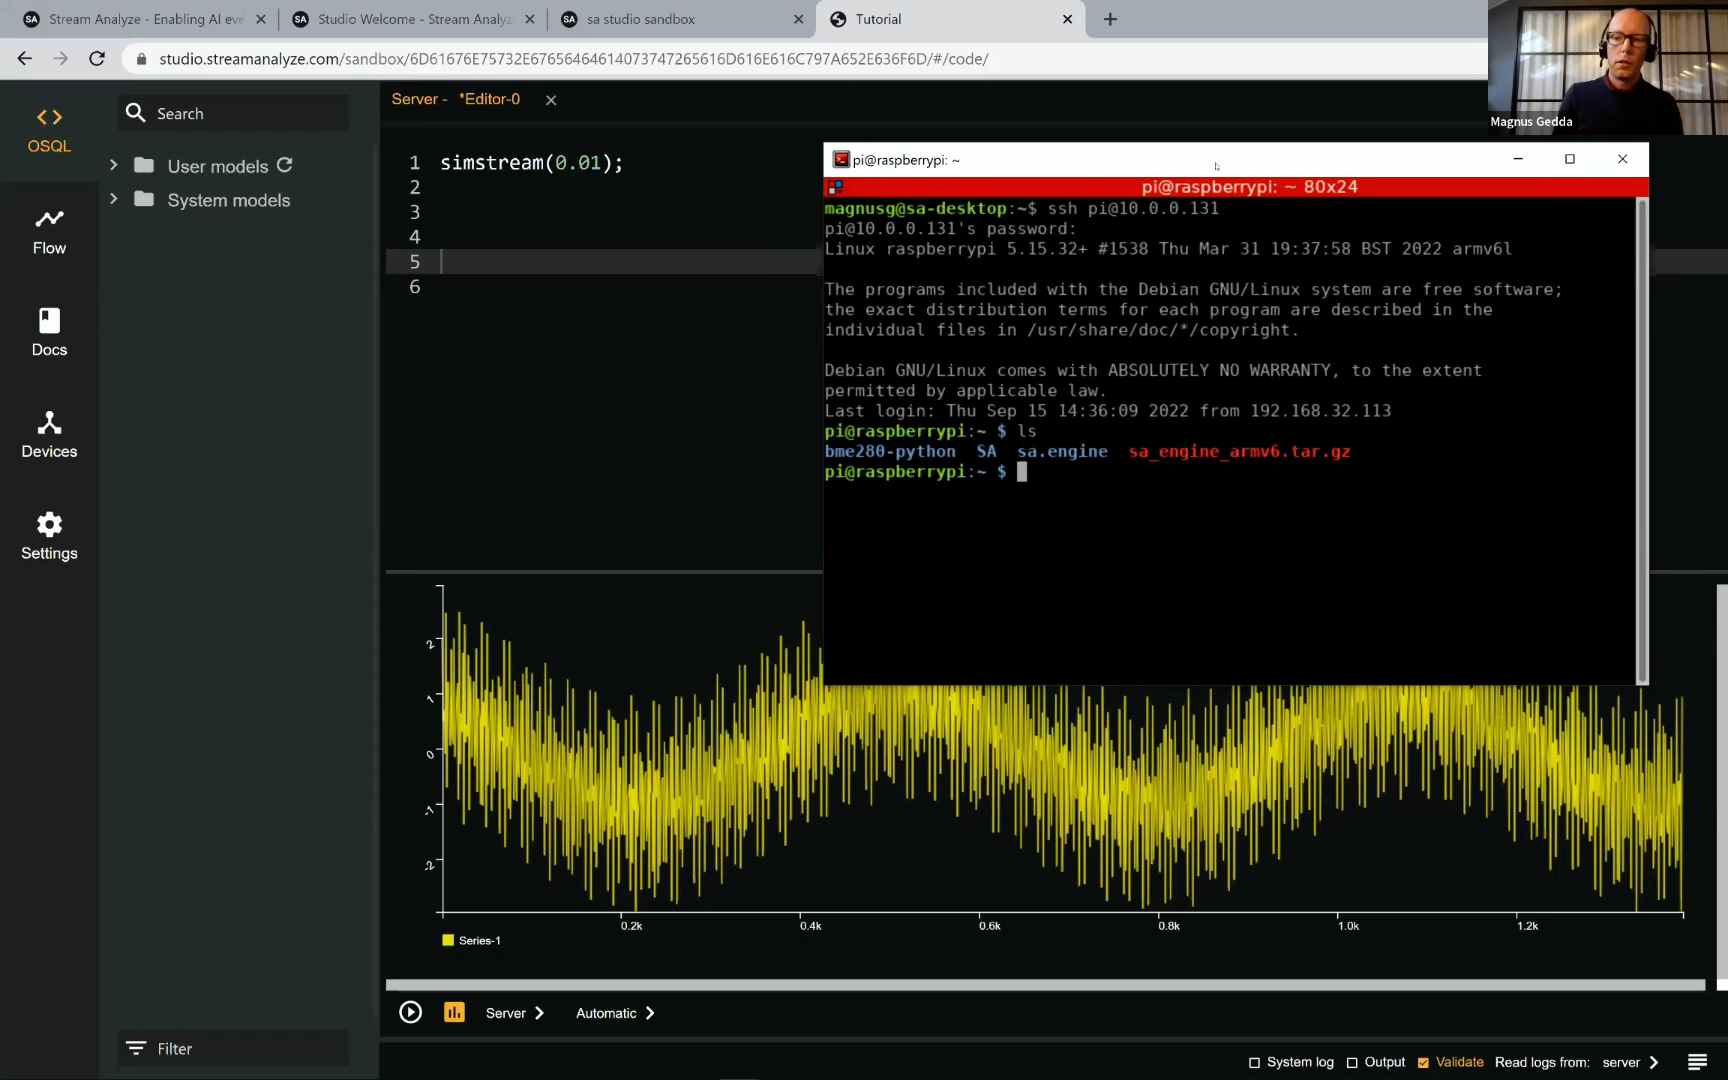 Stream Analyze - Enabling AI eve
Studio Welcome - Stream Analyz
sa studio sandbox
Tutorial
studio.streamanalyze.com/sandbox/6D61676E75732E67656464614073747265616D616E616C797A652E636F6D/#/code/
Magnus Gedda
OSQL
Flow
Docs
Devices
Settings
Search
User models
System models
Filter
Server - *Editor-0
1 simstream(0.01);
2
3
4
5
6
pi@raspberrypi: ~
pi@raspberrypi: ~ 80x24
magnusg@sa-desktop:~$ ssh pi@10.0.0.131
pi@10.0.0.131's password:
Linux raspberrypi 5.15.32+ #1538 Thu Mar 31 19:37:58 BST 2022 armv6l
The programs included with the Debian GNU/Linux system are free software;
the exact distribution terms for each program are described in the
individual files in /usr/share/doc/*/copyright.
Debian GNU/Linux comes with ABSOLUTELY NO WARRANTY, to the extent
permitted by applicable law.
Last login: Thu Sep 15 14:36:09 2022 from 192.168.32.113
pi@raspberrypi:~ $ ls
bme280-python SA sa.engine sa_engine_armv6.tar.gz
pi@raspberrypi:~ $
2
1
0
-1
-2
0.2k 0.4k 0.6k 0.8k 1.0k 1.2k
Series-1
Server
Automatic
System log Output Validate Read logs from: server